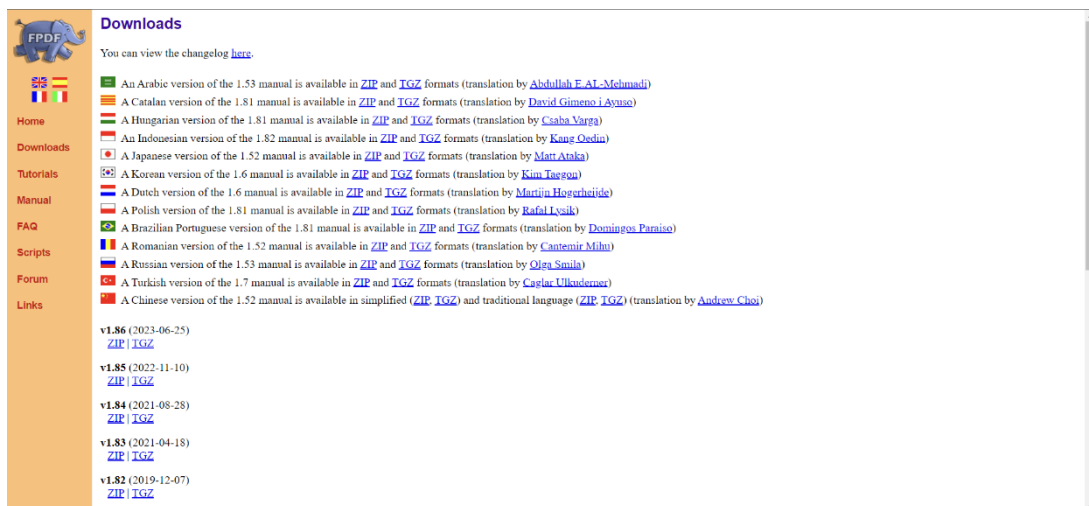 FPDF
Home
Downloads
Tutorials
Manual
FAQ
Scripts
Forum
Links
Downloads
You can view the changelog here.
An Arabic version of the 1.53 manual is available in ZIP and TGZ formats (translation by Abdullah E.AL-Mehmadi)
A Catalan version of the 1.81 manual is available in ZIP and TGZ formats (translation by David Gimeno i Ayuso)
A Hungarian version of the 1.81 manual is available in ZIP and TGZ formats (translation by Csaba Varga)
An Indonesian version of the 1.82 manual is available in ZIP and TGZ formats (translation by Kang Oedin)
A Japanese version of the 1.52 manual is available in ZIP and TGZ formats (translation by Matt Ataka)
A Korean version of the 1.6 manual is available in ZIP and TGZ formats (translation by Kim Taegon)
A Dutch version of the 1.6 manual is available in ZIP and TGZ formats (translation by Martijn Hogerheijde)
A Polish version of the 1.81 manual is available in ZIP and TGZ formats (translation by Rafał Lysik)
A Brazilian Portuguese version of the 1.81 manual is available in ZIP and TGZ formats (translation by Domingos Paraiso)
A Romanian version of the 1.52 manual is available in ZIP and TGZ formats (translation by Cantemir Mihu)
A Russian version of the 1.53 manual is available in ZIP and TGZ formats (translation by Olga Smila)
A Turkish version of the 1.7 manual is available in ZIP and TGZ formats (translation by Caglar Ulkuderner)
A Chinese version of the 1.52 manual is available in simplified (ZIP, TGZ) and traditional language (ZIP, TGZ) (translation by Andrew Choi)
v1.86 (2023-06-25)
ZIP | TGZ
v1.85 (2022-11-10)
ZIP | TGZ
v1.84 (2021-08-28)
ZIP | TGZ
v1.83 (2021-04-18)
ZIP | TGZ
v1.82 (2019-12-07)
ZIP | TGZ